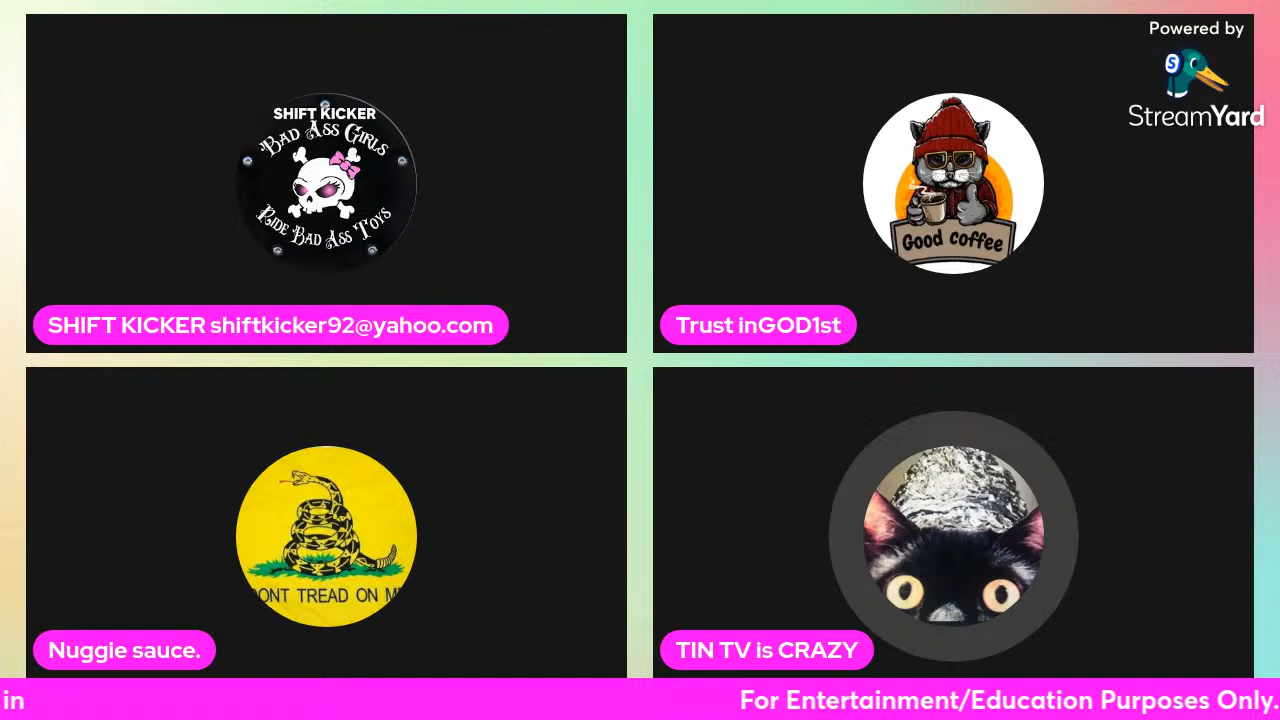 Powered by
StreamYard
SHIFT KICKER
BAD ASS GIRLS
RIDE BAD ASS TOYS
SHIFT KICKER shiftkicker92@yahoo.com
Good coffee
Trust inGOD1st
DONT TREAD ON M
Nuggie sauce.
TIN TV is CRAZY
in
For Entertainment/Education Purposes Only.